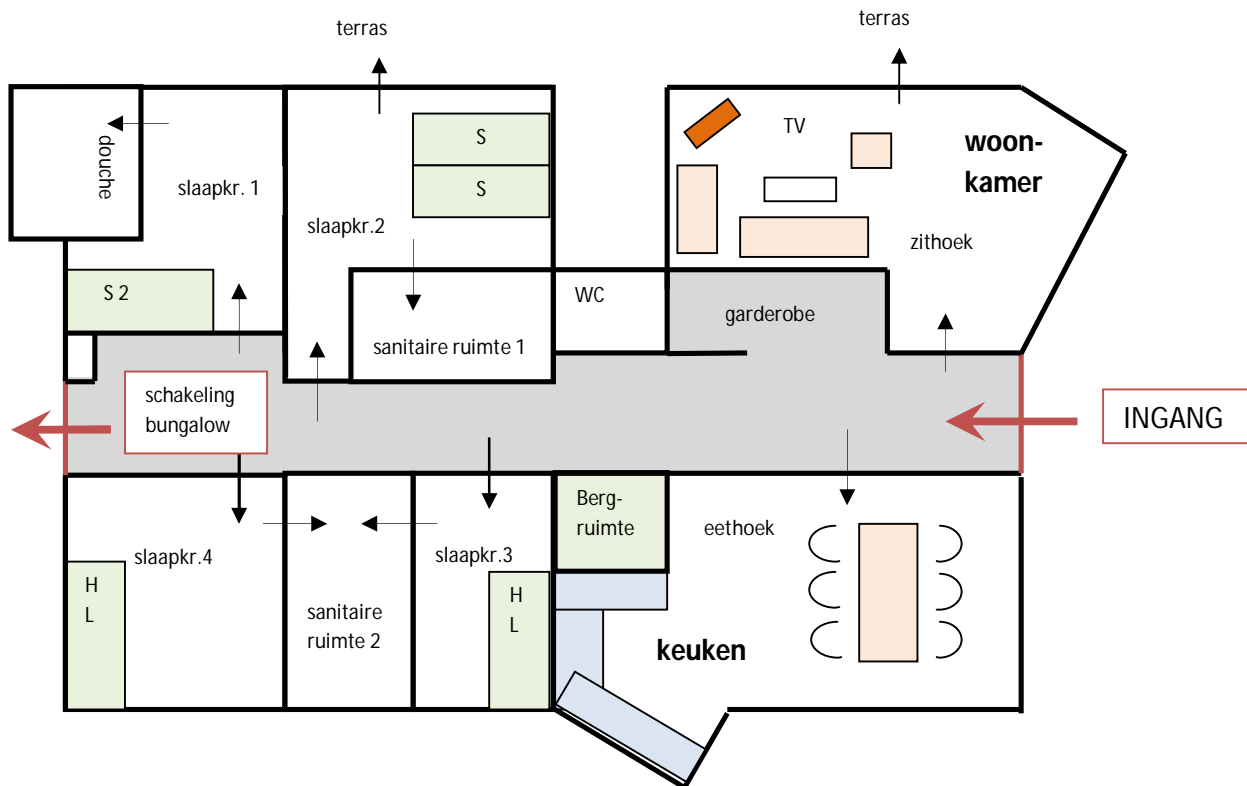 terras
terras
TV
woon-
kamer
zithoek
S
S
douche
slaapkr. 1
slaapkr.2
S 2
WC
garderobe
sanitaire ruimte 1
schakeling
bungalow
INGANG
Berg-
ruimte
eethoek
slaapkr.4
slaapkr.3
H
L
H
L
sanitaire
ruimte 2
keuken